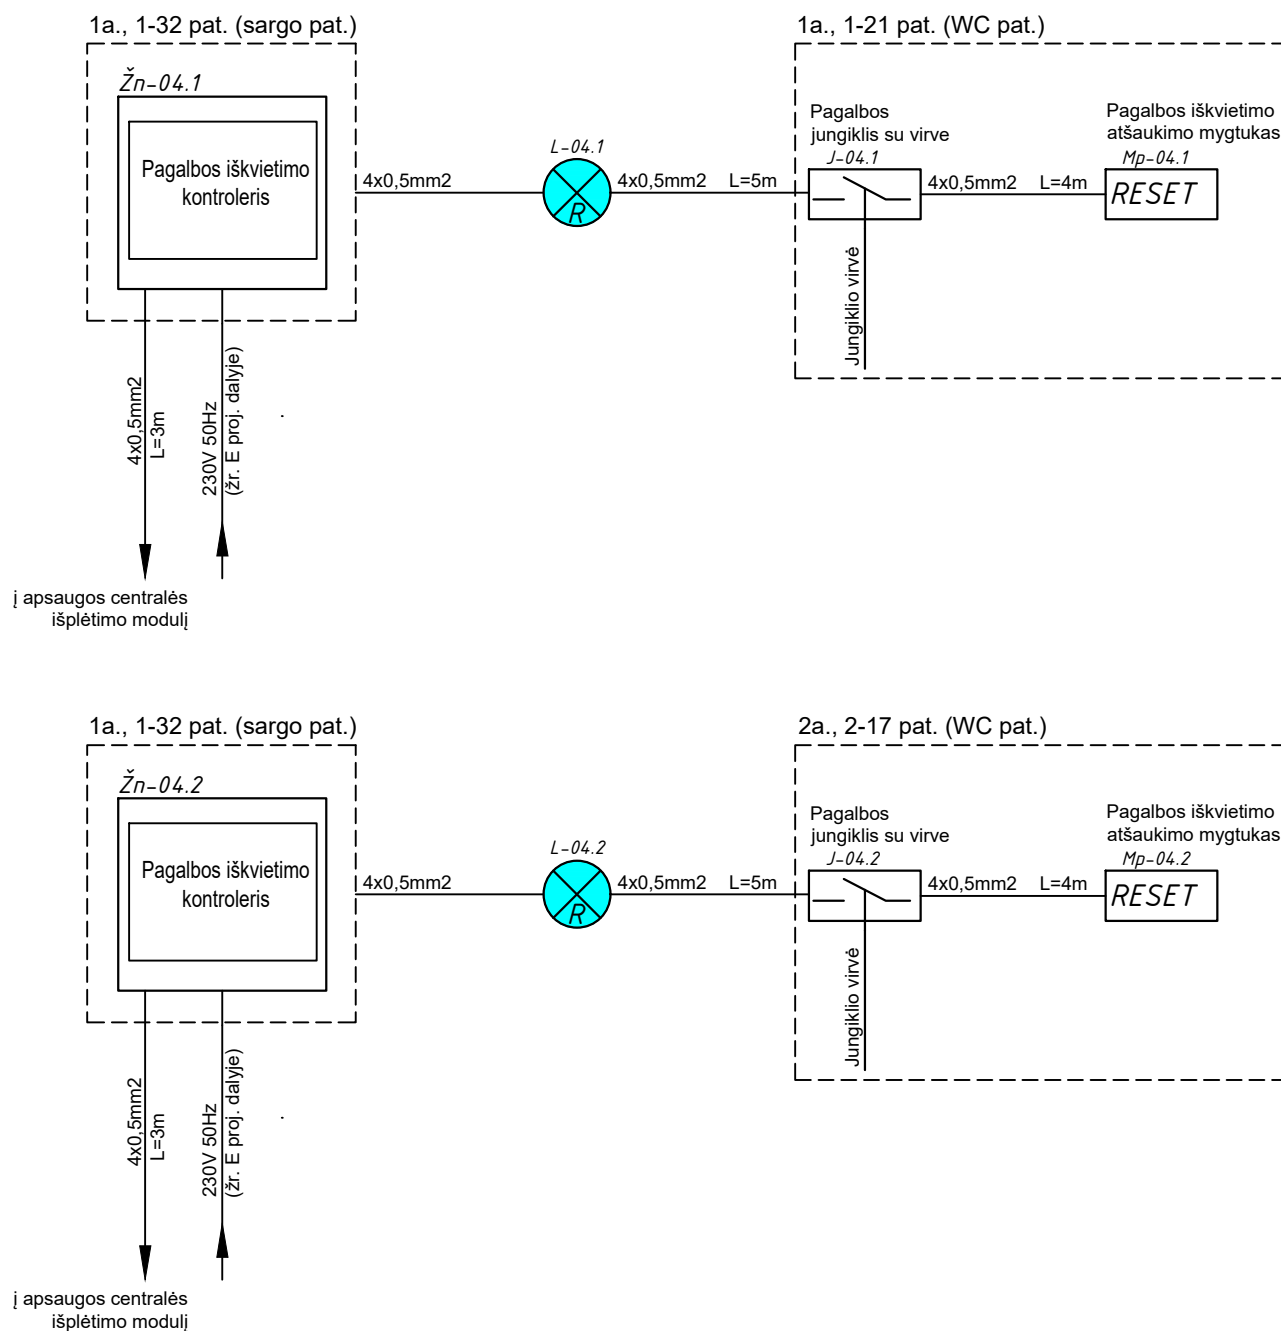 1a., 1-32 pat. (sargo pat.)
Žn-04.1
Pagalbos iškvietimo
kontroleris
4x0,5mm2
L-04.1
R
4x0,5mm2 L=5m
1a., 1-21 pat. (WC pat.)
Pagalbos
jungiklis su virve
J-04.1
Jungiklio virvė
4x0,5mm2 L=4m
Pagalbos iškvietimo
atšaukimo mygtukas
Mp-04.1
RESET
4x0,5mm2
L=3m
230V 50Hz
(žr. E proj. dalyje)
į apsaugos centralės
išplėtimo modulį
1a., 1-32 pat. (sargo pat.)
Žn-04.2
Pagalbos iškvietimo
kontroleris
4x0,5mm2
L-04.2
R
4x0,5mm2 L=5m
2a., 2-17 pat. (WC pat.)
Pagalbos
jungiklis su virve
J-04.2
Jungiklio virvė
4x0,5mm2 L=4m
Pagalbos iškvietimo
atšaukimo mygtukas
Mp-04.2
RESET
4x0,5mm2
L=3m
230V 50Hz
(žr. E proj. dalyje)
į apsaugos centralės
išplėtimo modulį